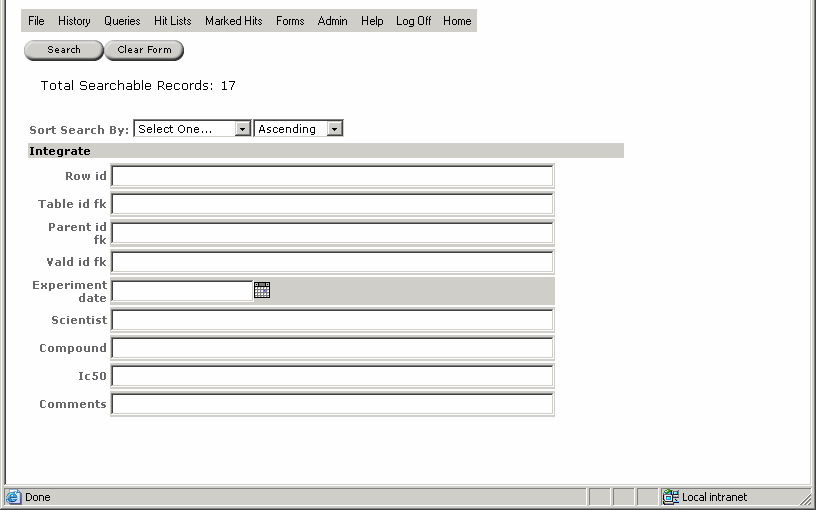 File History Queries Hit Lists Marked Hits Forms Admin Help Log Off Home
Search Clear Form
Total Searchable Records: 17
Sort Search By: Select One... Ascending
Integrate
Row id
Table id fk
Parent id
fk
Vald id fk
Experiment
date
Scientist
Compound
Ic50
Comments
Done Local intranet